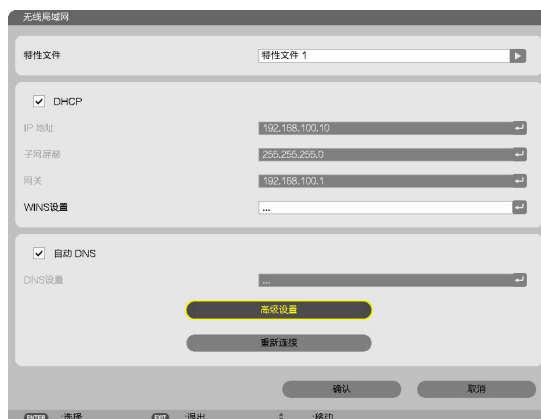 无线局域网
特性文件 特性文件 1
DHCP
IP 地址 192.168.100.10
子网屏蔽 255.255.255.0
网关 192.168.100.1
WINS设置 ...
自动 DNS
DNS设置 ...
高级设置
重新连接
确认 取消
ENTER :选择 EXIT :退出 :移动